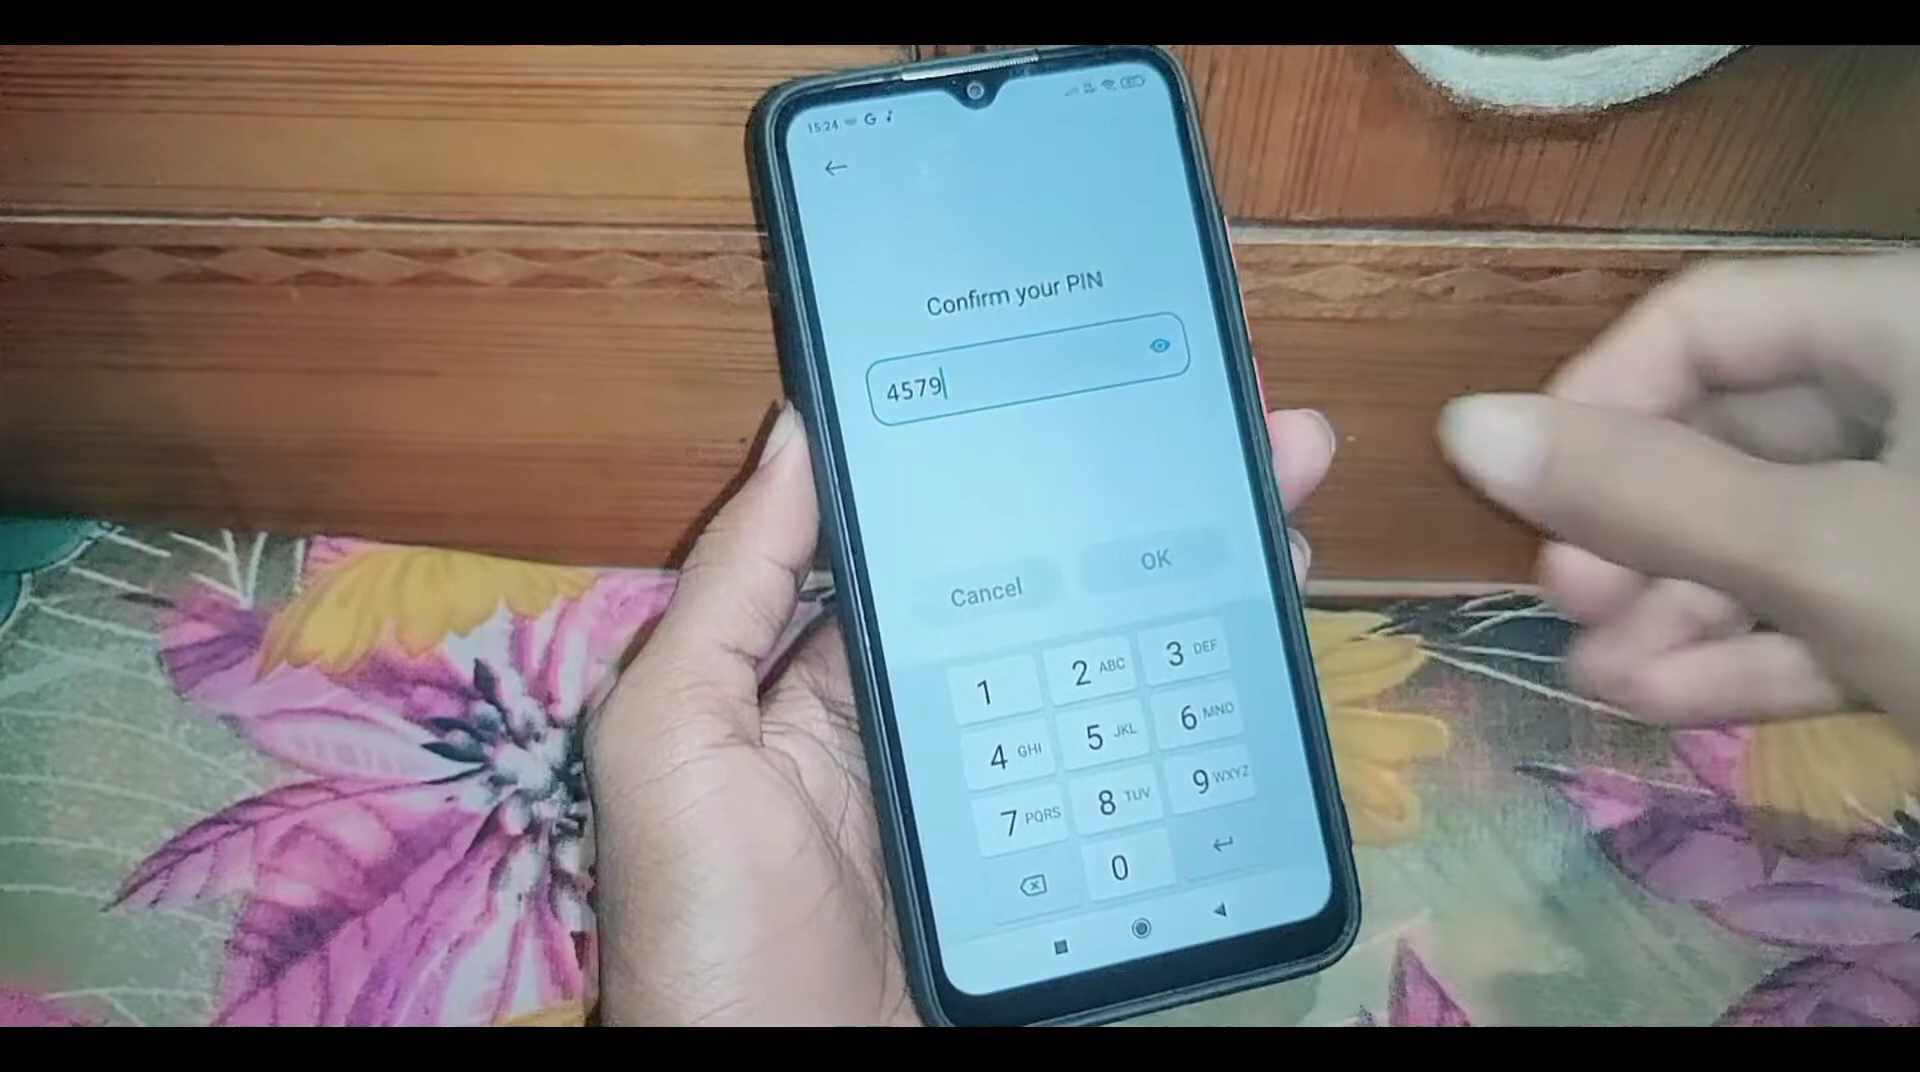 15:24 G
Confirm your PIN
4579
Cancel OK
1 2 ABC 3 DEF
4 GHI 5 JKL 6 MNO
7 PQRS 8 TUV 9 WXYZ
0